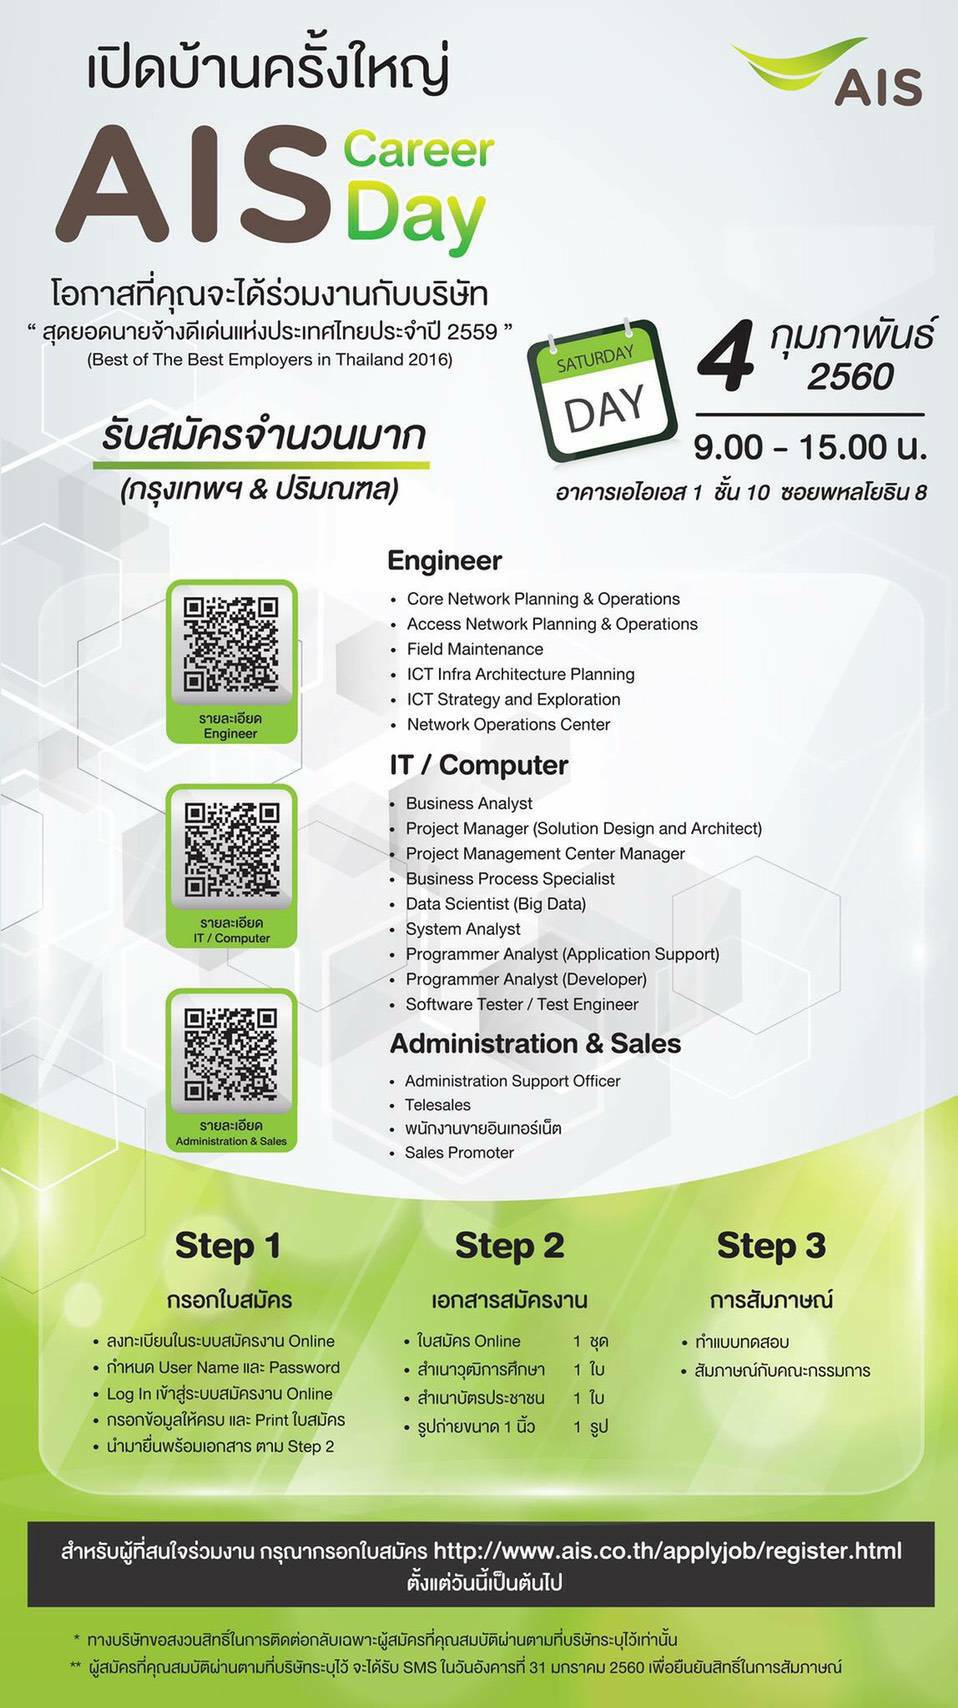 เปิดบ้านครั้งใหญ่
AIS
AIS Career Day
โอกาสที่คุณจะได้ร่วมงานกับบริษัท
“ สุดยอดนายจ้างดีเด่นแห่งประเทศไทยประจำปี 2559 ”
(Best of The Best Employers in Thailand 2016)
SATURDAY
DAY
4 กุมภาพันธ์ 2560
9.00 - 15.00 น.
อาคารเอไอเอส 1 ชั้น 10 ซอยพหลโยธิน 8
รับสมัครจำนวนมาก
(กรุงเทพฯ & ปริมณฑล)
รายละเอียด
Engineer
Engineer
• Core Network Planning & Operations
• Access Network Planning & Operations
• Field Maintenance
• ICT Infra Architecture Planning
• ICT Strategy and Exploration
• Network Operations Center
รายละเอียด
IT / Computer
IT / Computer
• Business Analyst
• Project Manager (Solution Design and Architect)
• Project Management Center Manager
• Business Process Specialist
• Data Scientist (Big Data)
• System Analyst
• Programmer Analyst (Application Support)
• Programmer Analyst (Developer)
• Software Tester / Test Engineer
รายละเอียด
Administration & Sales
Administration & Sales
• Administration Support Officer
• Telesales
• พนักงานขายอินเทอร์เน็ต
• Sales Promoter
Step 1
กรอกใบสมัคร
• ลงทะเบียนในระบบสมัครงาน Online
• กำหนด User Name และ Password
• Log In เข้าสู่ระบบสมัครงาน Online
• กรอกข้อมูลให้ครบ และ Print ใบสมัคร
• นำมายื่นพร้อมเอกสาร ตาม Step 2
Step 2
เอกสารสมัครงาน
• ใบสมัคร Online 1 ชุด
• สำเนาวุฒิการศึกษา 1 ใบ
• สำเนาบัตรประชาชน 1 ใบ
• รูปถ่ายขนาด 1 นิ้ว 1 รูป
Step 3
การสัมภาษณ์
• ทำแบบทดสอบ
• สัมภาษณ์กับคณะกรรมการ
สำหรับผู้ที่สนใจร่วมงาน กรุณากรอกใบสมัคร http://www.ais.co.th/applyjob/register.html
ตั้งแต่วันนี้เป็นต้นไป
* ทางบริษัทขอสงวนสิทธิ์ในการติดต่อกลับเฉพาะผู้สมัครที่คุณสมบัติผ่านตามที่บริษัทระบุไว้เท่านั้น
** ผู้สมัครที่คุณสมบัติผ่านตามที่บริษัทระบุไว้ จะได้รับ SMS ในวันอังคารที่ 31 มกราคม 2560 เพื่อยืนยันสิทธิ์ในการสัมภาษณ์